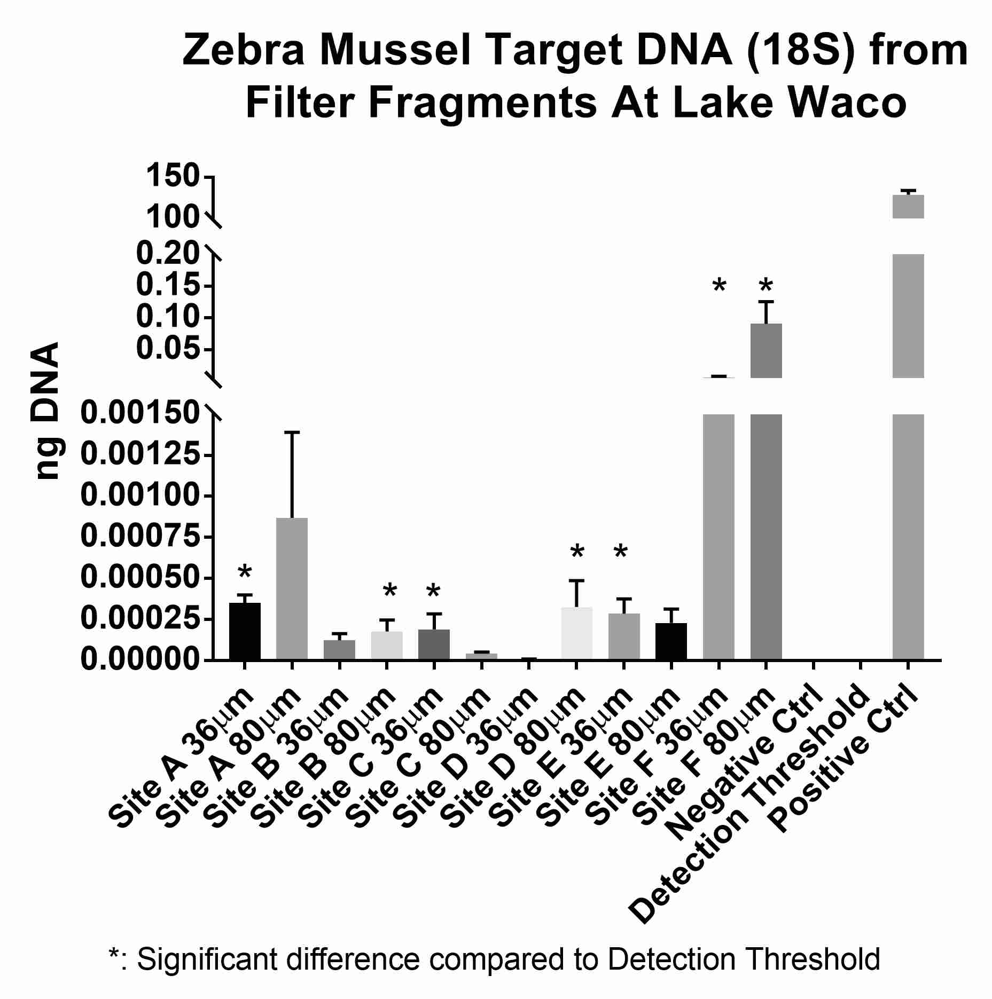 Zebra Mussel Target DNA (18S) from
Filter Fragments At Lake Waco
ng DNA
150
100
0.20
0.15
0.10
0.05
0.00150
0.00125
0.00100
0.00075
0.00050
0.00025
0.00000
*
*
*
*
*
*
*
Site A 36μm
Site A 80μm
Site B 36μm
Site B 80μm
Site C 36μm
Site C 80μm
Site D 36μm
Site D 80μm
Site E 36μm
Site E 80μm
Site F 36μm
Site F 80μm
Negative Ctrl
Detection Threshold
Positive Ctrl
*: Significant difference compared to Detection Threshold